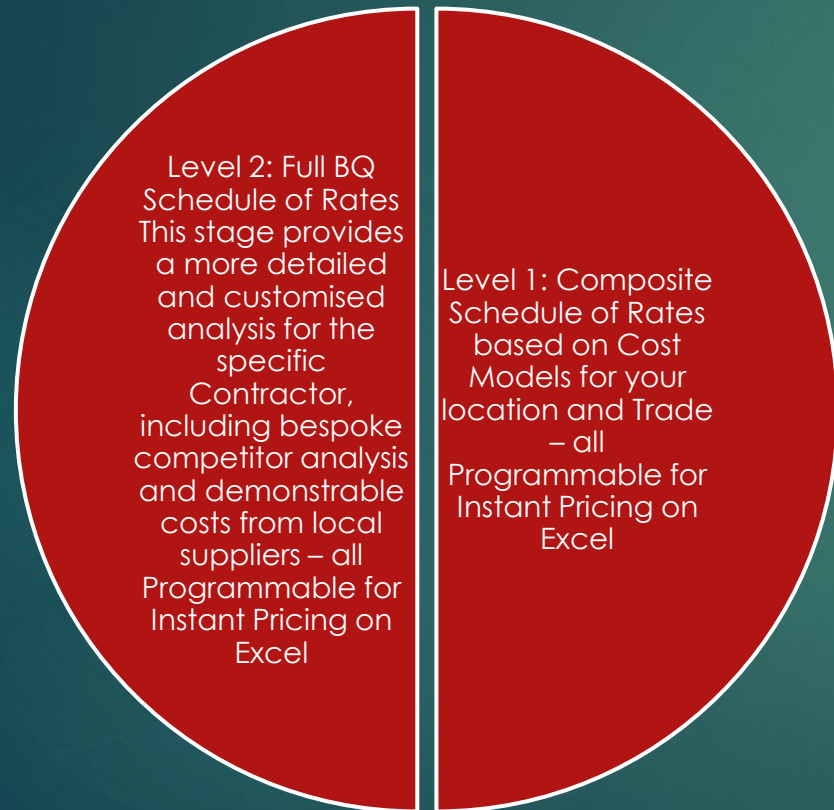 Level 2: Full BQ
Schedule of Rates
This stage provides
a more detailed
and customised
analysis for the
specific
Contractor,
including bespoke
competitor analysis
and demonstrable
costs from local
suppliers – all
Programmable for
Instant Pricing on
Excel
Level 1: Composite
Schedule of Rates
based on Cost
Models for your
location and Trade
– all
Programmable for
Instant Pricing on
Excel